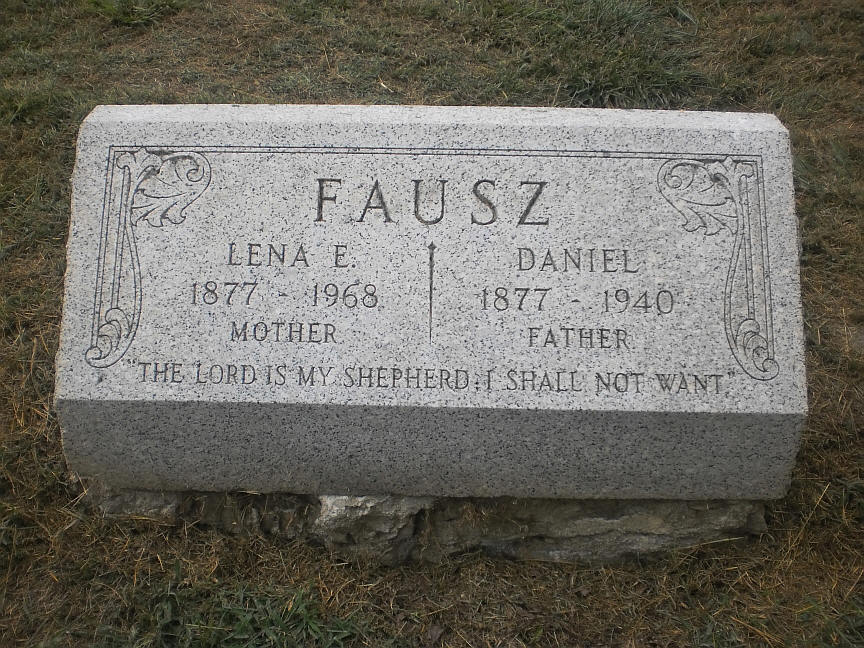 FAUSZ
LENA E.
1877 - 1968
MOTHER
DANIEL
1877 - 1940
FATHER
"THE LORD IS MY SHEPHERD; I SHALL NOT WANT"